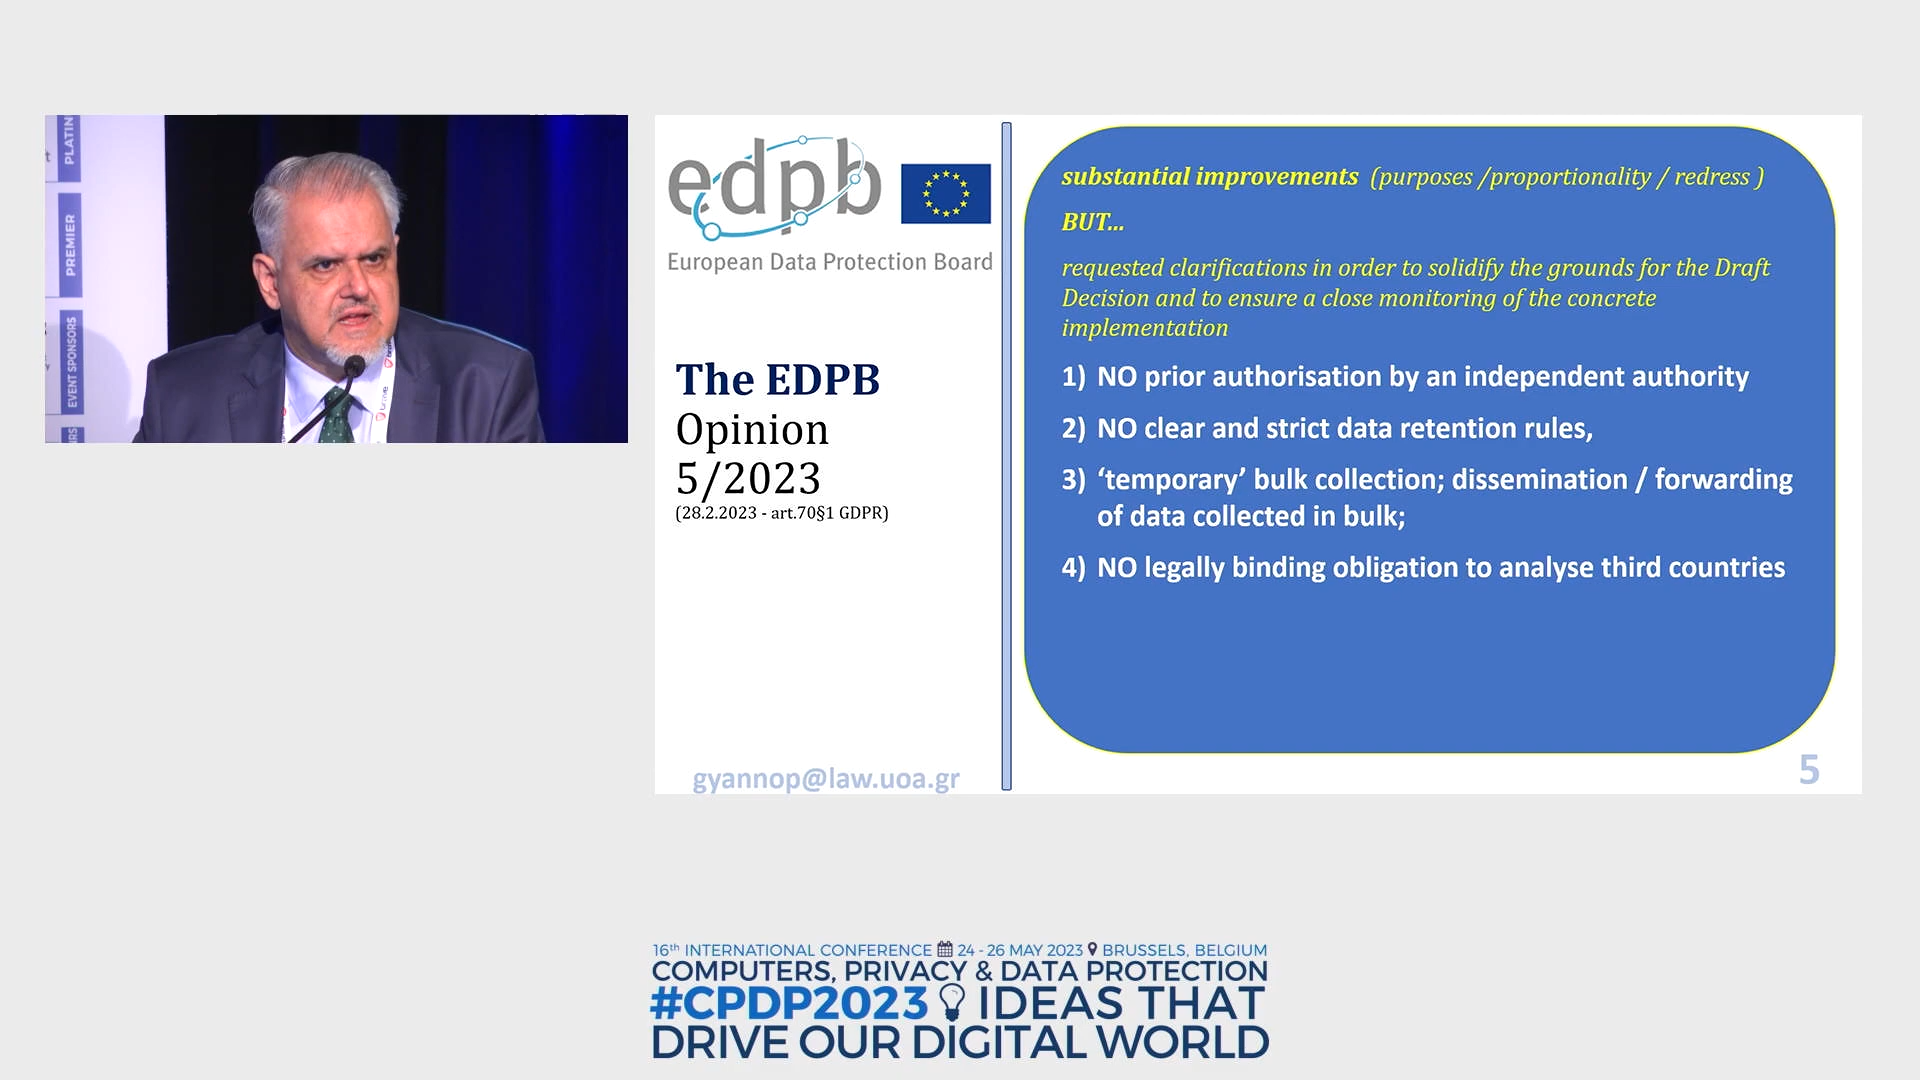 PLATIN
PREMIER
EVENT SPONSORS
edpb
European Data Protection Board
The EDPB
Opinion
5/2023
(28.2.2023 - art.70§1 GDPR)
gyannop@law.uoa.gr
substantial improvements (purposes /proportionality / redress )
BUT...
requested clarifications in order to solidify the grounds for the Draft
Decision and to ensure a close monitoring of the concrete
implementation
1) NO prior authorisation by an independent authority
2) NO clear and strict data retention rules,
3) ‘temporary’ bulk collection; dissemination / forwarding
of data collected in bulk;
4) NO legally binding obligation to analyse third countries
5
16th INTERNATIONAL CONFERENCE 24 - 26 MAY 2023 BRUSSELS, BELGIUM
COMPUTERS, PRIVACY & DATA PROTECTION
#CPDP2023 IDEAS THAT
DRIVE OUR DIGITAL WORLD